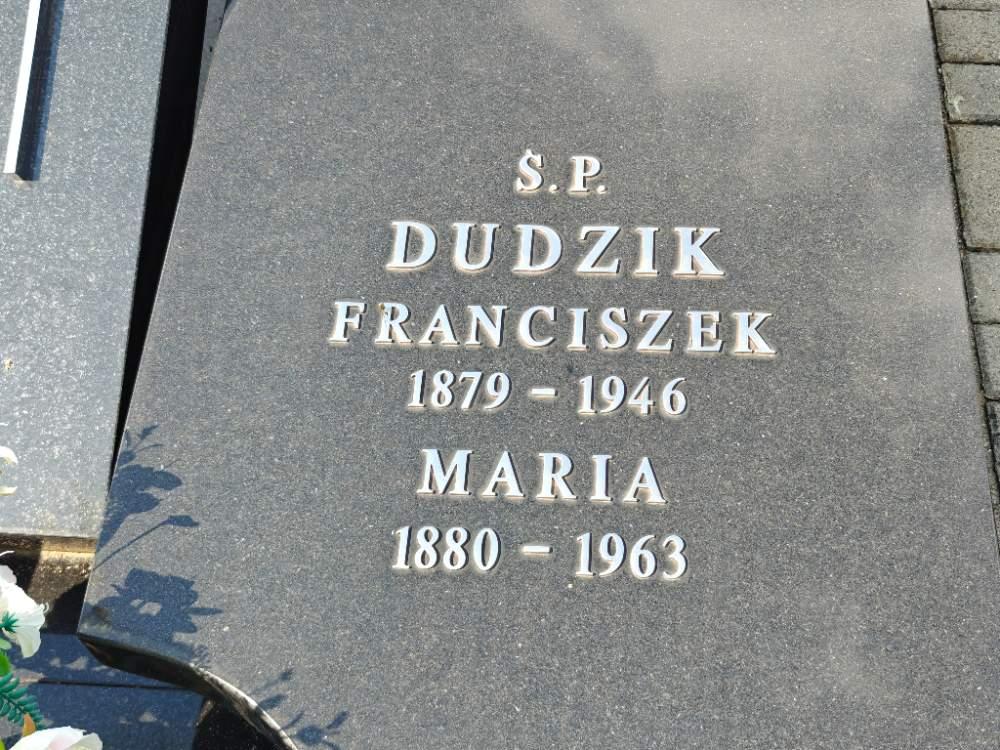 Ś.P.
DUDZIK
FRANCISZEK
1879 - 1946
MARIA
1880 - 1963